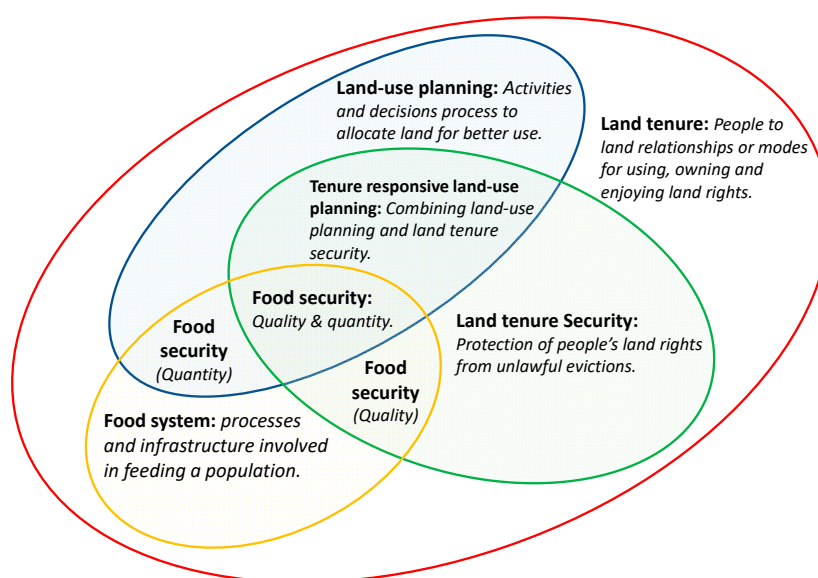 Land-use planning: Activities
and decisions process to
allocate land for better use.
Land tenure: People to
land relationships or modes
for using, owning and
enjoying land rights.
Tenure responsive land-use
planning: Combining land-use
planning and land tenure
security.
Food security:
Quality & quantity.
Food
security
(Quantity)
Land tenure Security:
Protection of people’s land rights
from unlawful evictions.
Food
security
(Quality)
Food system: processes
and infrastructure involved
in feeding a population.